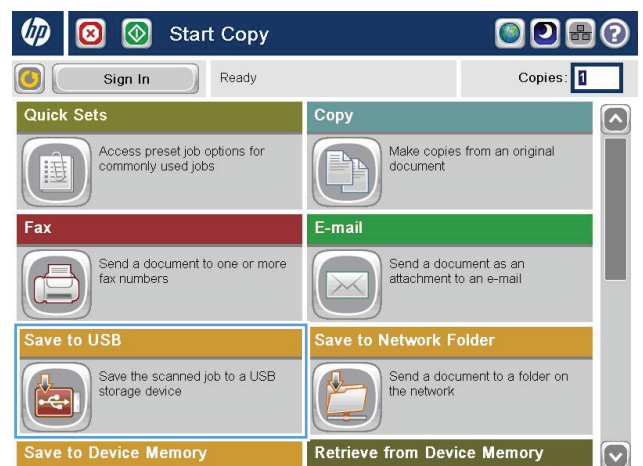 hp
Start Copy
?
Sign In
Ready
Copies: 1
Quick Sets
Access preset job options for
commonly used jobs
Copy
Make copies from an original
document
Fax
Send a document to one or more
fax numbers
E-mail
Send a document as an
attachment to an e-mail
Save to USB
Save the scanned job to a USB
storage device
Save to Network Folder
Send a document to a folder on
the network
Save to Device Memory
Retrieve from Device Memory